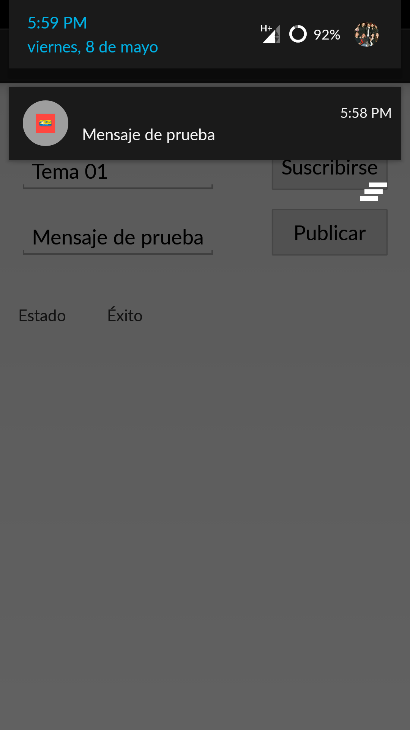 5:59 PM
viernes, 8 de mayo
H+
92%
5:58 PM
Mensaje de prueba
Tema 01
Suscribirse
Mensaje de prueba
Publicar
Estado
Éxito